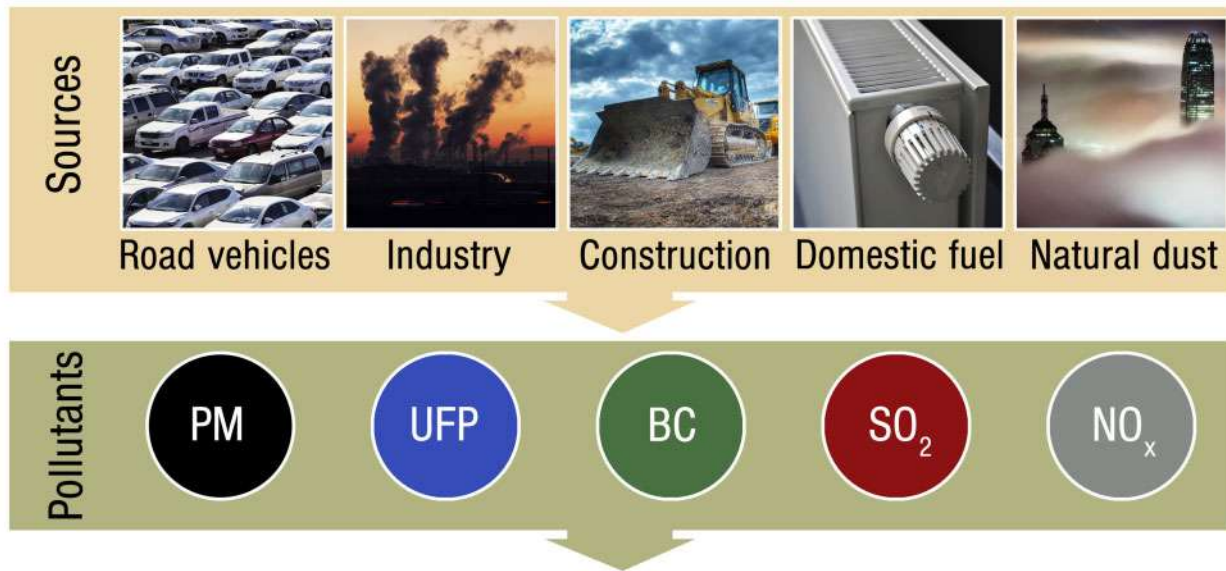 Sources
Road vehicles
Industry
Construction
Domestic fuel
Natural dust
Pollutants
PM
UFP
BC
SO₂
NOₓ